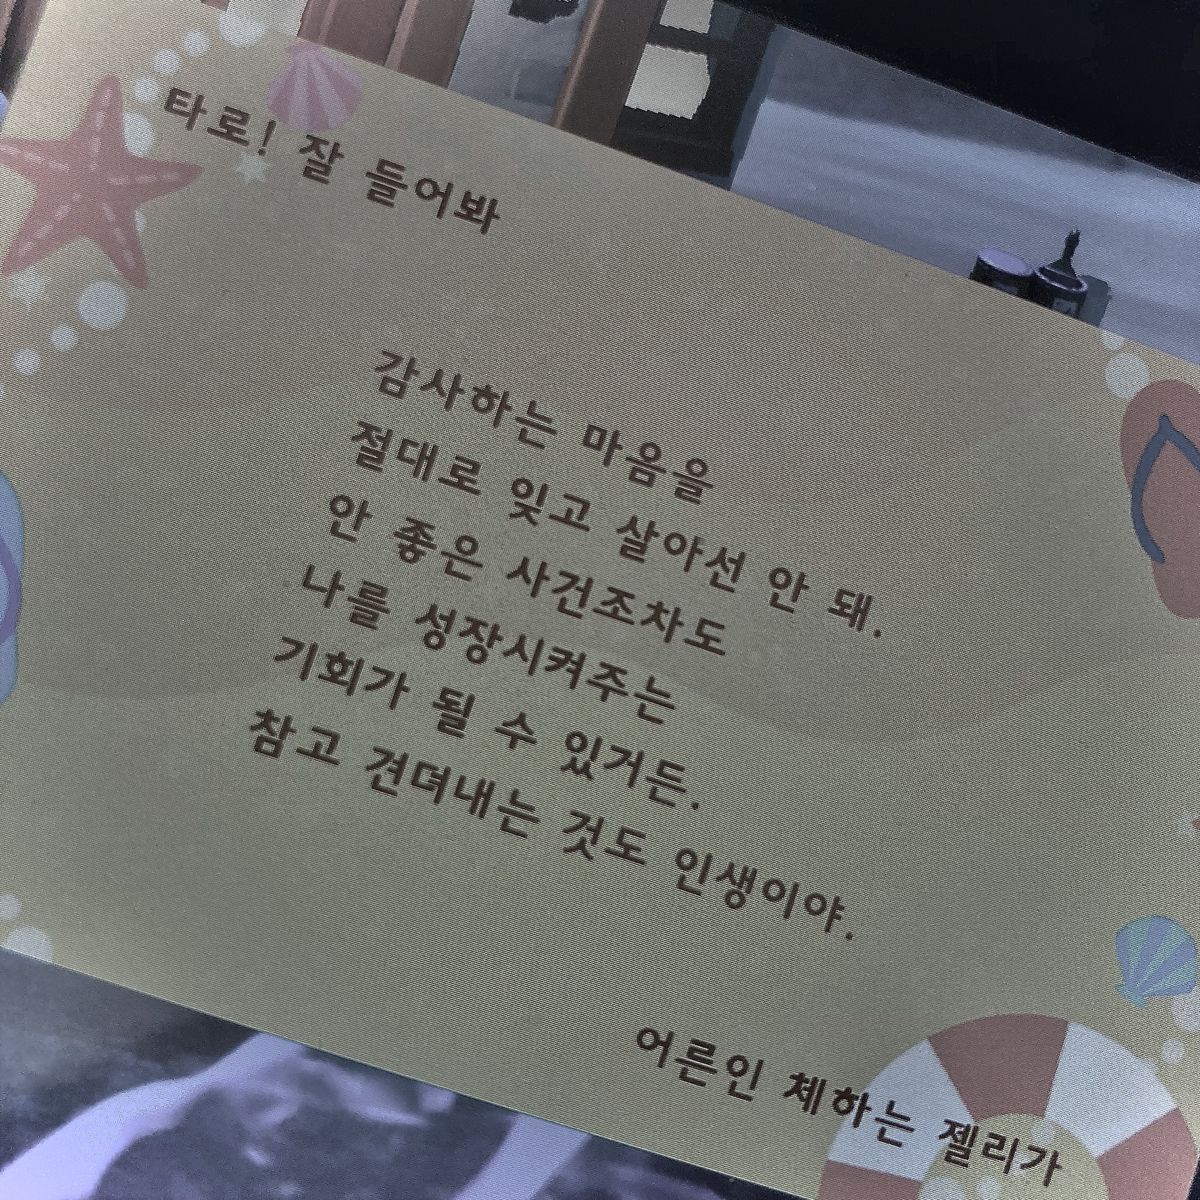 타로! 잘 들어봐
감사하는 마음을
절대로 잊고 살아선 안 돼.
안 좋은 사건조차도
나를 성장시켜주는
기회가 될 수 있거든.
참고 견뎌내는 것도 인생이야.
어른인 체하는 젤리가